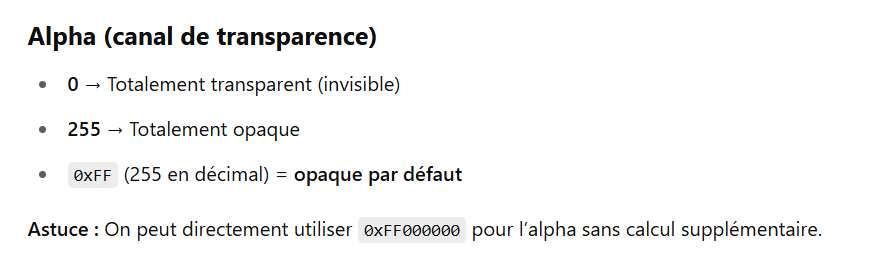 Alpha (canal de transparence)
• 0 → Totalement transparent (invisible)
• 255 → Totalement opaque
• 0xFF (255 en décimal) = opaque par défaut
Astuce : On peut directement utiliser 0xFF000000 pour l’alpha sans calcul supplémentaire.